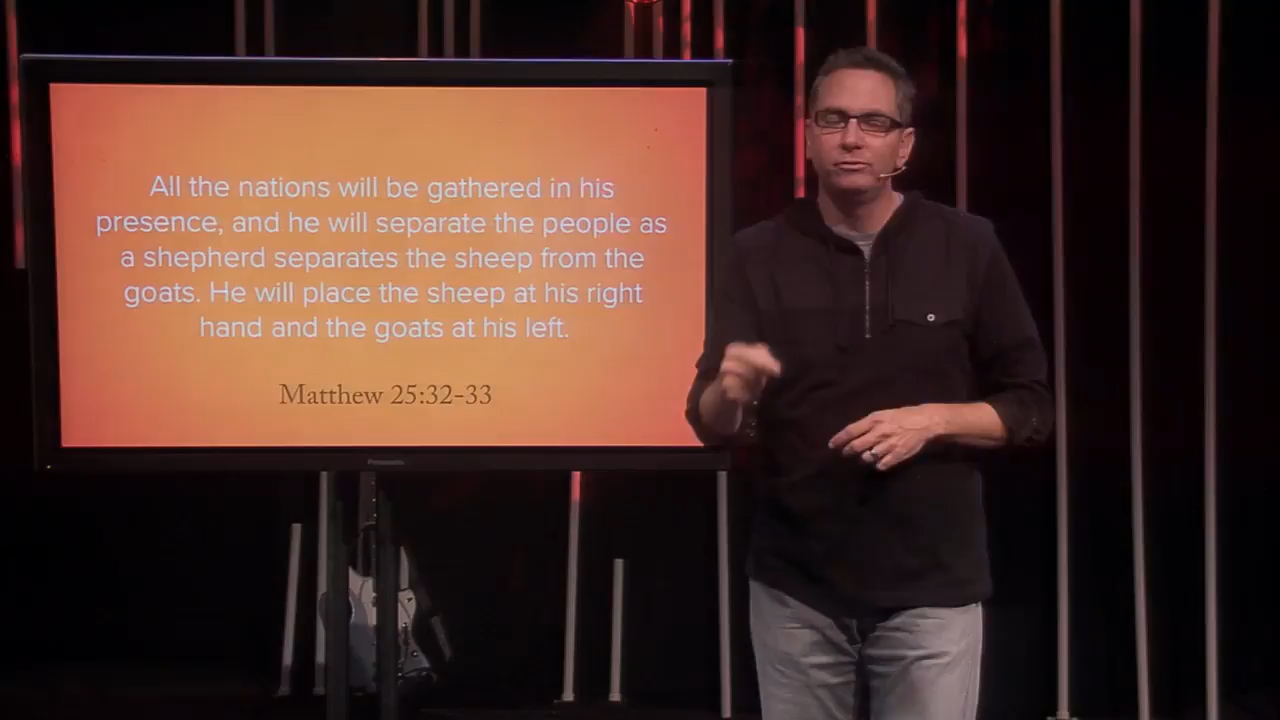 All the nations will be gathered in his
presence, and he will separate the people as
a shepherd separates the sheep from the
goats. He will place the sheep at his right
hand and the goats at his left.
Matthew 25:32-33
Panasonic